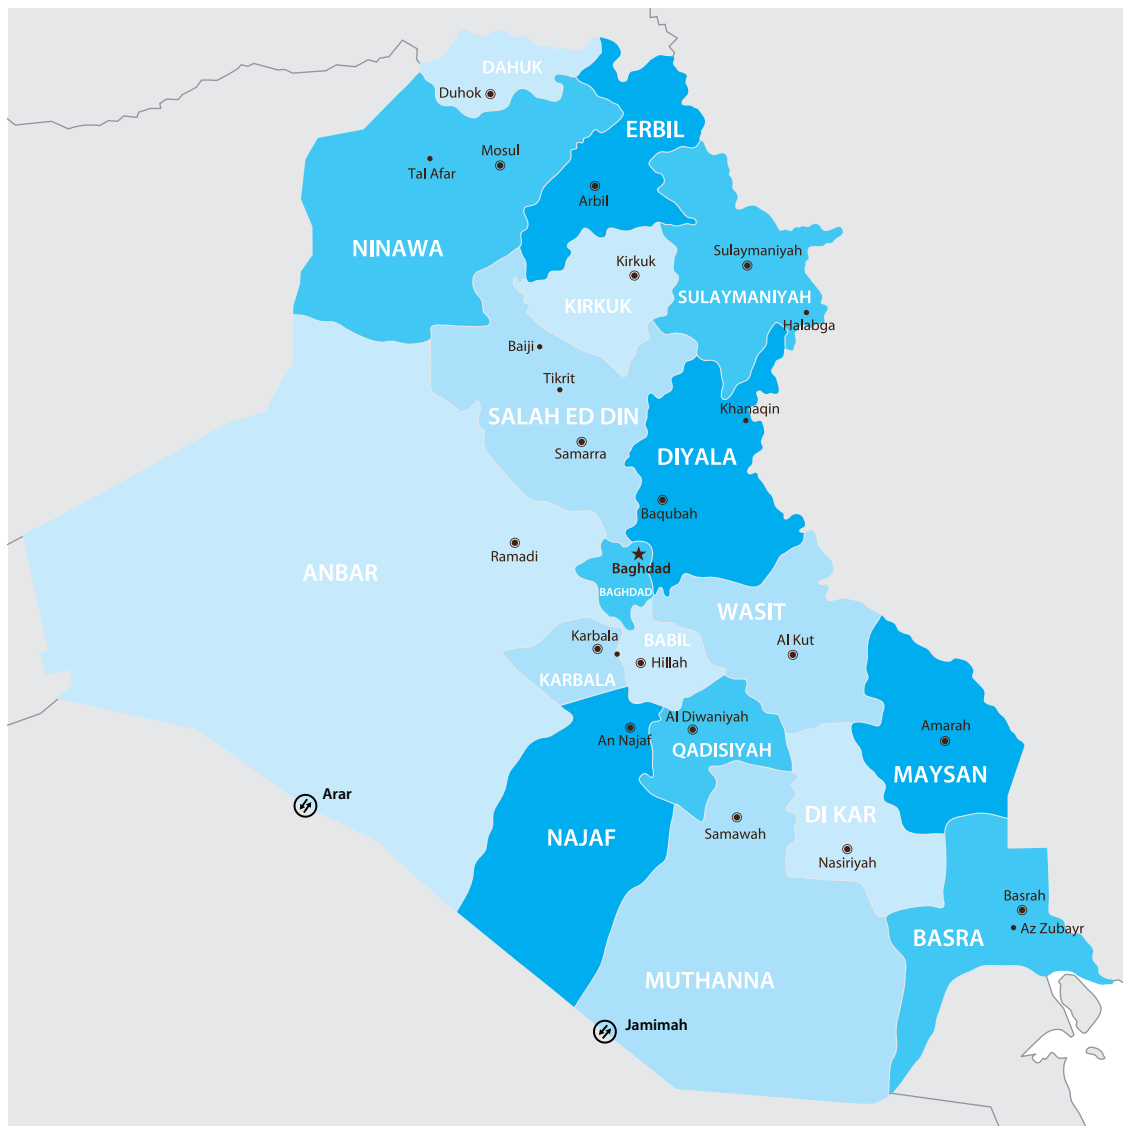 DAHUK
Duhok
ERBIL
Mosul
Tal Afar
Arbil
NINAWA
Sulaymaniyah
Kirkuk
SULAYMANIYAH
KIRKUK
Halabga
Baiji
Tikrit
Khanaqin
SALAH ED DIN
Samarra
DIYALA
Baqubah
Ramadi
Baghdad
ANBAR
BAGHDAD
WASIT
Karbala
BABIL
Al Kut
Hillah
KARBALA
Al Diwaniyah
Amarah
An Najaf
QADISIYAH
MAYSAN
Arar
DI KAR
Samawah
NAJAF
Nasiriyah
Basrah
Az Zubayr
BASRA
MUTHANNA
Jamimah